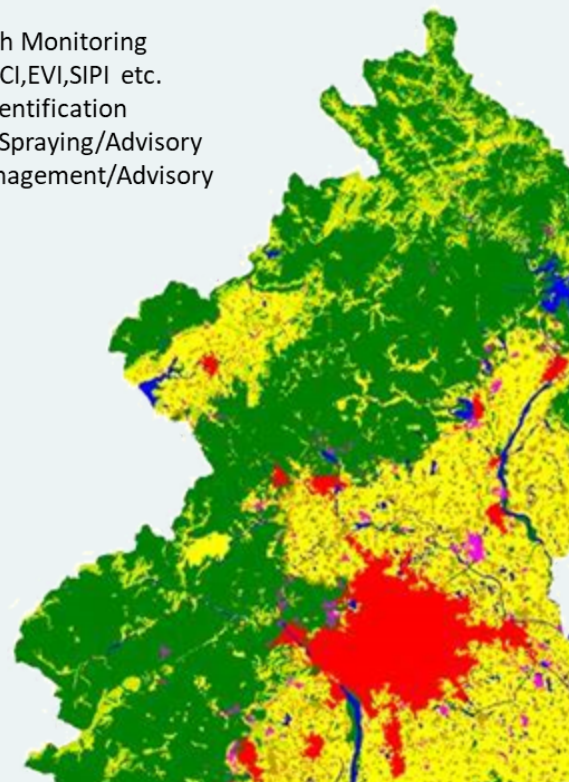 h Monitoring
CI,EVI,SIPI etc.
entification
Spraying/Advisory
nagement/Advisory